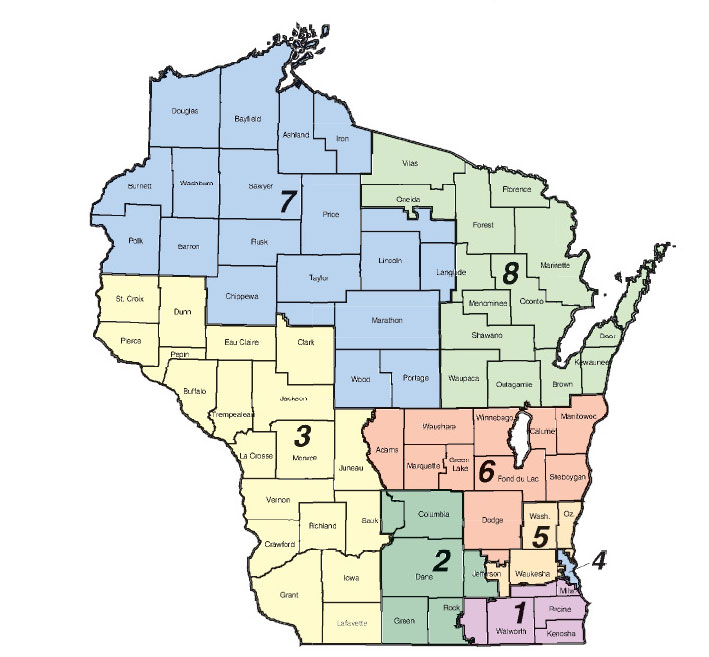 Douglas
Bayfield
Ashland
Iron
Vilas
Burnett
Washburn
Sawyer
7
Price
Oneida
Florence
Forest
Polk
Barron
Rusk
Lincoln
Langlade
8
Marinette
Taylor
Chippewa
Menominee
Oconto
St. Croix
Dunn
Marathon
Shawano
Door
Pierce
Eau Claire
Clark
Pepin
Kewaunee
Wood
Portage
Waupaca
Outagamie
Brown
Buffalo
Jackson
Trempealeau
Waushara
Winnebago
Calumet
Manitowoc
3
Adams
La Crosse
Monroe
Juneau
Marquette
Green
Lake
6
Fond du Lac
Sheboygan
Vernon
Richland
Sauk
Columbia
Dodge
Wash.
Oz.
5
Crawford
2
4
Iowa
Dane
Jefferson
Waukesha
Milw
Grant
Lafayette
Green
Rock
1
Walworth
Racine
Kenosha